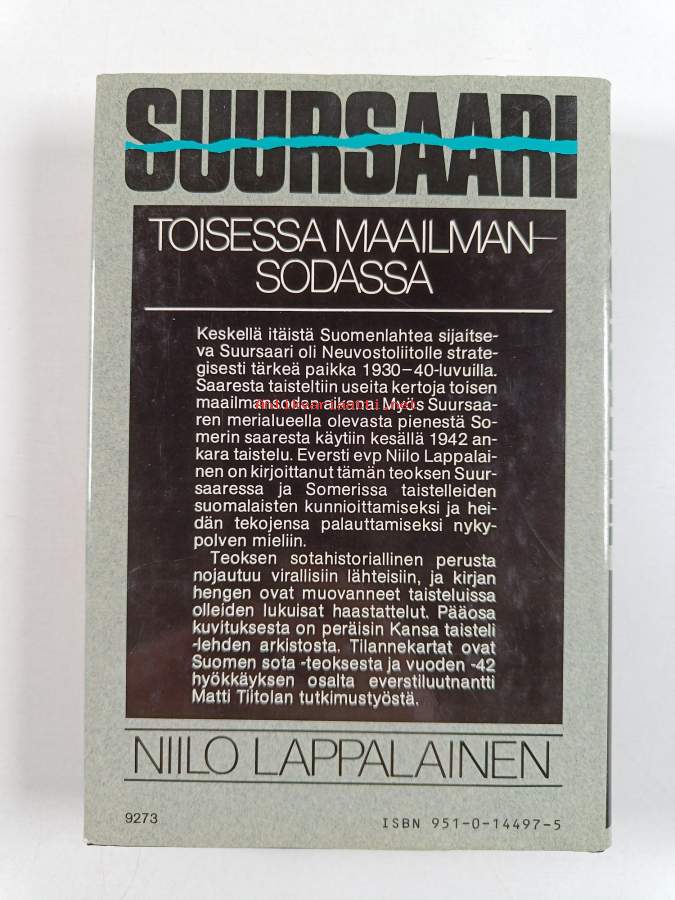 SUURSAARI
TOISESSA MAAILMAN-
SODASSA
Keskellä itäistä Suomenlahtea sijaitse-
va Suursaari oli Neuvostoliitolle strate-
gisesti tärkeä paikka 1930–40-luvuilla.
Saaresta taisteltiin useita kertoja toisen
maailmansodan aikana. Myös Suursaa-
ren merialueella olevasta pienestä So-
merin saaresta käytiin kesällä 1942 an-
kara taistelu. Eversti evp Niilo Lappalai-
nen on kirjoittanut tämän teoksen Suur-
saaressa ja Somerissa taistelleiden
suomalaisten kunnioittamiseksi ja hei-
dän tekojensa palauttamiseksi nyky-
polven mieliin.
Teoksen sotahistoriallinen perusta
nojautuu virallisiin lähteisiin, ja kirjan
hengen ovat muovanneet taisteluissa
olleiden lukuisat haastattelut. Pääosa
kuvituksesta on peräisin Kansa taisteli
-lehden arkistosta. Tilannekartat ovat
Suomen sota -teoksesta ja vuoden -42
hyökkäyksen osalta everstiluutnantti
Matti Tiitolan tutkimustyöstä.
NIILO LAPPALAINEN
9273
ISBN 951-0-14497-5
Antikvariaatti.net